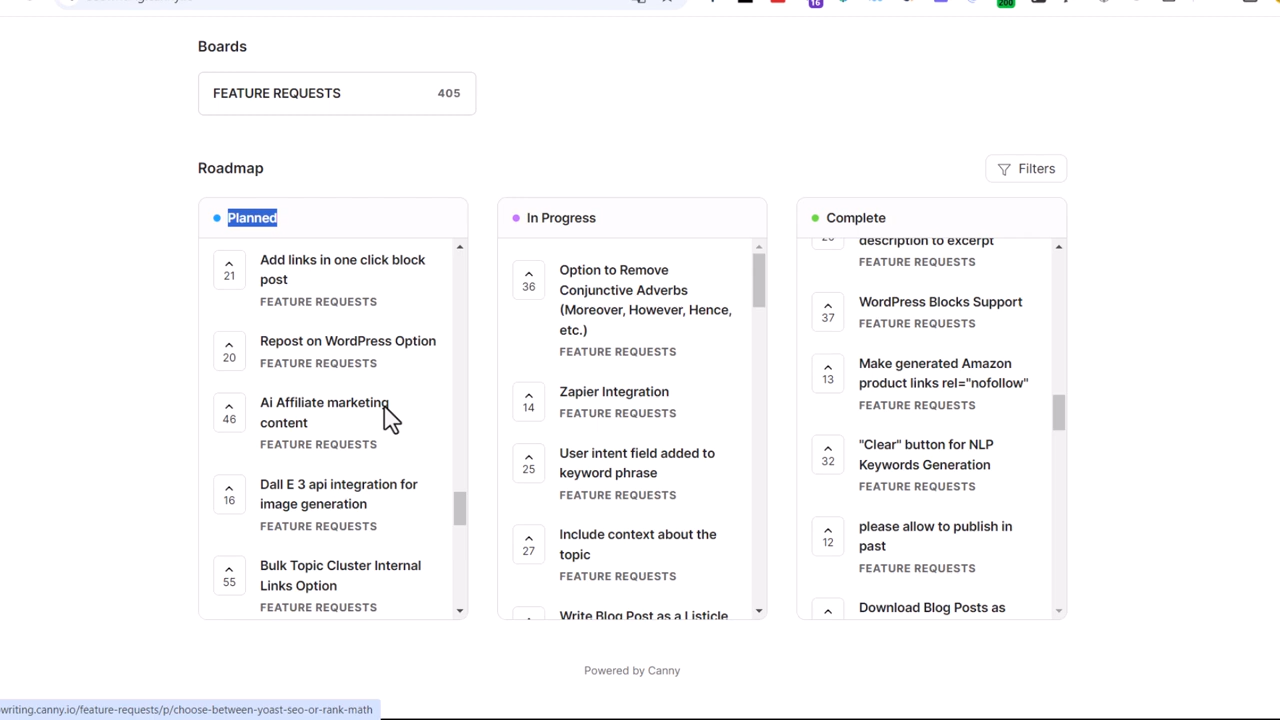 16
200
Boards
FEATURE REQUESTS 405
Roadmap
Filters
Planned
21
Add links in one click block
post
FEATURE REQUESTS
20
Repost on WordPress Option
FEATURE REQUESTS
46
Ai Affiliate marketing
content
FEATURE REQUESTS
16
Dall E 3 api integration for
image generation
FEATURE REQUESTS
55
Bulk Topic Cluster Internal
Links Option
FEATURE REQUESTS
In Progress
36
Option to Remove
Conjunctive Adverbs
(Moreover, However, Hence,
etc.)
FEATURE REQUESTS
14
Zapier Integration
FEATURE REQUESTS
25
User intent field added to
keyword phrase
FEATURE REQUESTS
27
Include context about the
topic
FEATURE REQUESTS
Write Blog Post as a Listicle
Complete
description to excerpt
FEATURE REQUESTS
37
WordPress Blocks Support
FEATURE REQUESTS
13
Make generated Amazon
product links rel="nofollow"
FEATURE REQUESTS
32
"Clear" button for NLP
Keywords Generation
FEATURE REQUESTS
12
please allow to publish in
past
FEATURE REQUESTS
Download Blog Posts as
Powered by Canny
writing.canny.io/feature-requests/p/choose-between-yoast-seo-or-rank-math